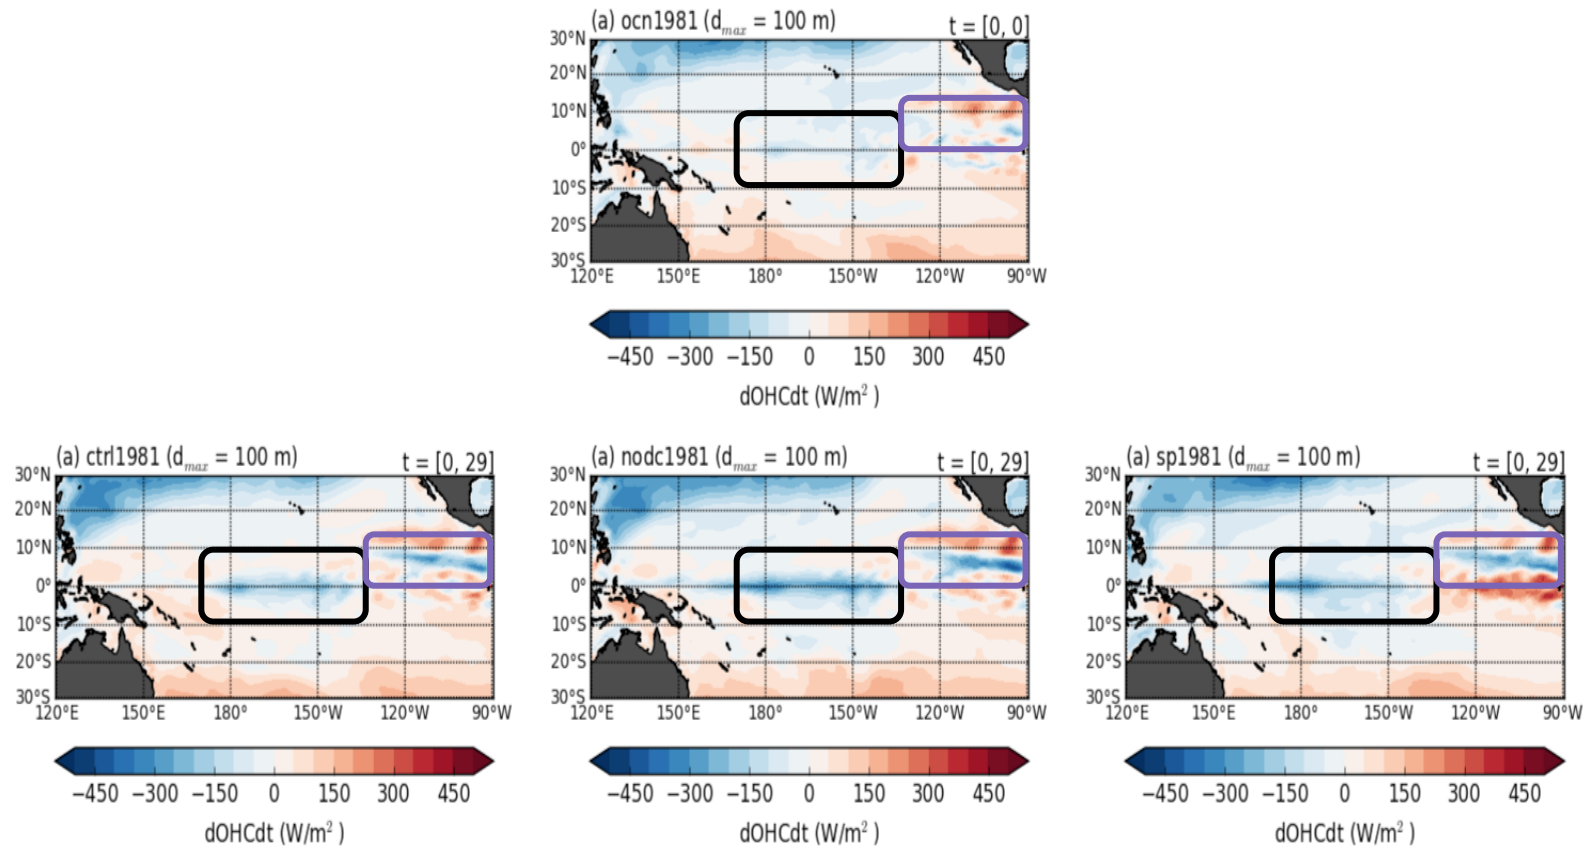 (a) ocn1981 (dmax = 100 m) t = [0, 0]
30°N
20°N
10°N
0°
10°S
20°S
30°S
120°E 150°E 180° 150°W 120°W 90°W
−450 −300 −150 0 150 300 450
dOHCdt (W/m² )
(a) ctrl1981 (dmax = 100 m) t = [0, 29]
30°N
20°N
10°N
0°
10°S
20°S
30°S
120°E 150°E 180° 150°W 120°W 90°W
−450 −300 −150 0 150 300 450
dOHCdt (W/m² )
(a) nodc1981 (dmax = 100 m) t = [0, 29]
30°N
20°N
10°N
0°
10°S
20°S
30°S
120°E 150°E 180° 150°W 120°W 90°W
−450 −300 −150 0 150 300 450
dOHCdt (W/m² )
(a) sp1981 (dmax = 100 m) t = [0, 29]
30°N
20°N
10°N
0°
10°S
20°S
30°S
120°E 150°E 180° 150°W 120°W 90°W
−450 −300 −150 0 150 300 450
dOHCdt (W/m² )